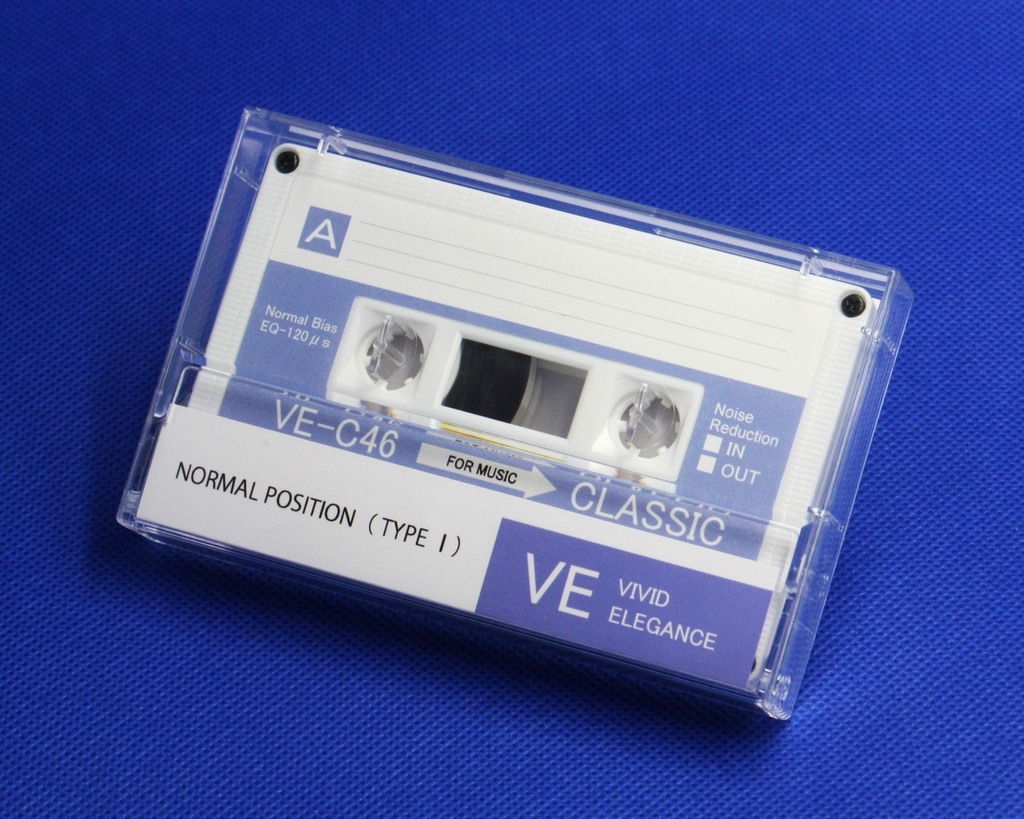 A
Normal Bias
EQ-120μs
Noise
Reduction
IN
OUT
VE-C46
FOR MUSIC
CLASSIC
NORMAL POSITION (TYPE I)
VE
VIVID
ELEGANCE